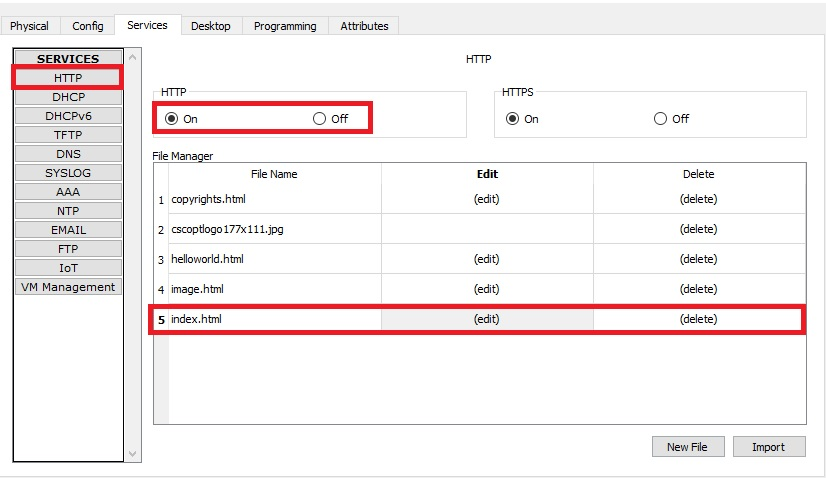 Physical Config Services Desktop Programming Attributes
SERVICES
HTTP
DHCP
DHCPv6
TFTP
DNS
SYSLOG
AAA
NTP
EMAIL
FTP
IoT
VM Management
HTTP
HTTP
On Off
HTTPS
On Off
File Manager
File Name Edit Delete
1 copyrights.html (edit) (delete)
2 cscoptlogo177x111.jpg (delete)
3 helloworld.html (edit) (delete)
4 image.html (edit) (delete)
5 index.html (edit) (delete)
New File Import